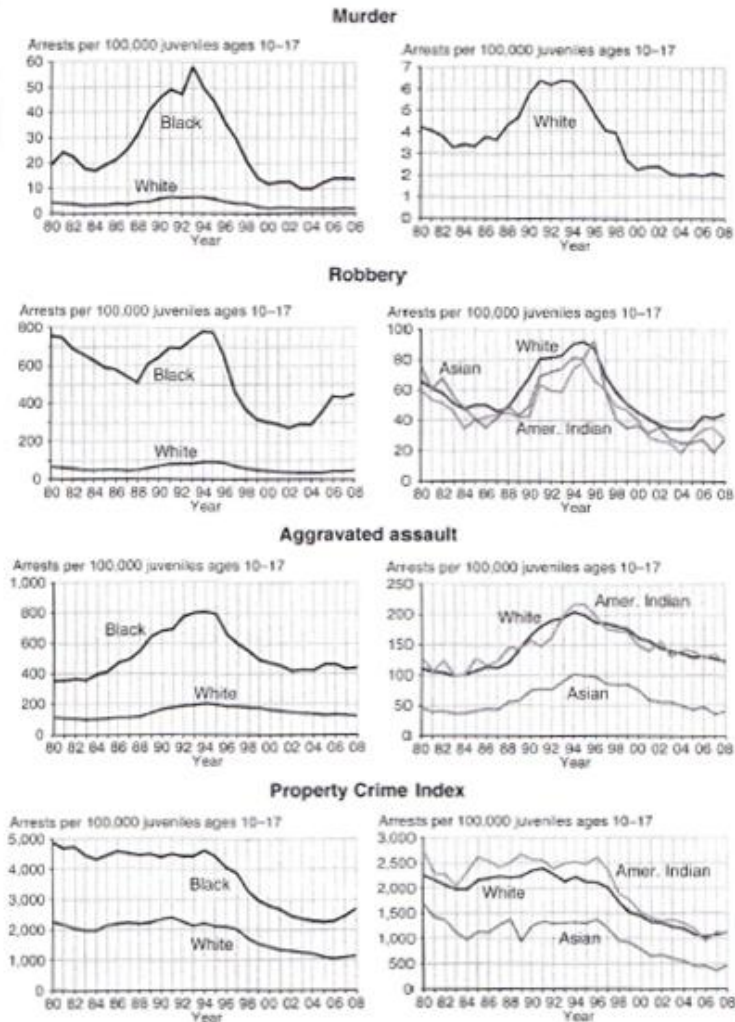 Murder
Arrests per 100,000 juveniles ages 10–17
60
50
40
30
20
10
0
Black
White
80 82 84 86 88 90 92 94 96 98 00 02 04 06 08
Year
Arrests per 100,000 juveniles ages 10–17
7
6
5
4
3
2
1
0
White
80 82 84 86 88 90 92 94 96 98 00 02 04 06 08
Year
Robbery
Arrests per 100,000 juveniles ages 10–17
800
600
400
200
0
Black
White
80 82 84 86 88 90 92 94 96 98 00 02 04 06 08
Year
Arrests per 100,000 juveniles ages 10–17
100
80
60
40
20
0
Asian
White
Amer. Indian
80 82 84 86 88 90 92 94 96 98 00 02 04 06 08
Year
Aggravated assault
Arrests per 100,000 juveniles ages 10–17
1,000
800
600
400
200
0
Black
White
80 82 84 86 88 90 92 94 96 98 00 02 04 06 08
Year
Arrests per 100,000 juveniles ages 10–17
250
200
150
100
50
0
White
Amer. Indian
Asian
80 82 84 86 88 90 92 94 96 98 00 02 04 06 08
Year
Property Crime Index
Arrests per 100,000 juveniles ages 10–17
5,000
4,000
3,000
2,000
1,000
0
Black
White
80 82 84 86 88 90 92 94 96 98 00 02 04 06 08
Year
Arrests per 100,000 juveniles ages 10–17
3,000
2,500
2,000
1,500
1,000
500
0
Amer. Indian
White
Asian
80 82 84 86 88 90 92 94 96 98 00 02 04 06 08
Year